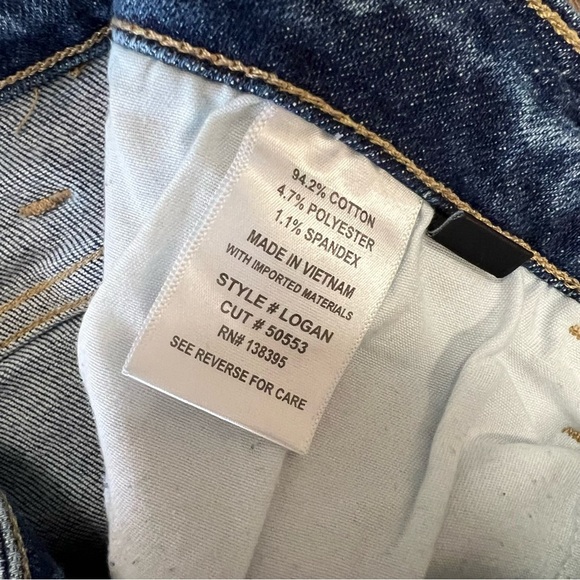 94.2% COTTON
4.7% POLYESTER
1.1% SPANDEX
MADE IN VIETNAM
WITH IMPORTED MATERIALS
STYLE # LOGAN
CUT # 50553
RN# 138395
SEE REVERSE FOR CARE